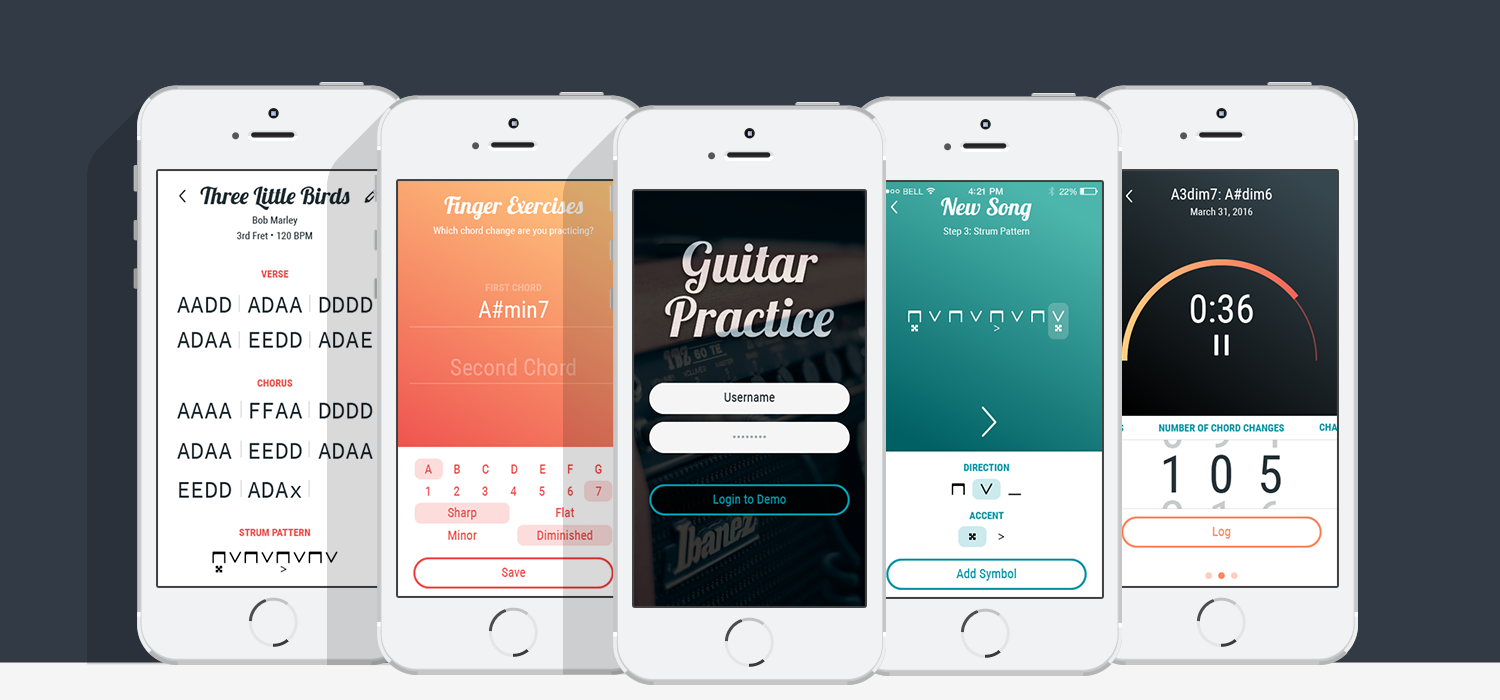 Three Little Birds
Bob Marley
3rd Fret • 120 BPM
VERSE
AADD | ADAA | DDDD
ADAA | EEDD | ADAE
CHORUS
AAAA | FFAA | DDDD
ADAA | EEDD | ADAA
EEDD | ADAx |
STRUM PATTERN
>
Finger Exercises
Which chord change are you practicing?
FIRST CHORD
A#min7
Second Chord
A B C D E F G
1 2 3 4 5 6 7
Sharp Flat
Minor Diminished
Save
Guitar
Practice
60 TE
Username
••••••••
Login to Demo
Ibanez
BELL 4:21 PM 22%
New Song
Step 3: Strum Pattern
>
DIRECTION
ACCENT
>
Add Symbol
A3dim7: A#dim6
March 31, 2016
0:36
NUMBER OF CHORD CHANGES CHA
1 0 5
Log